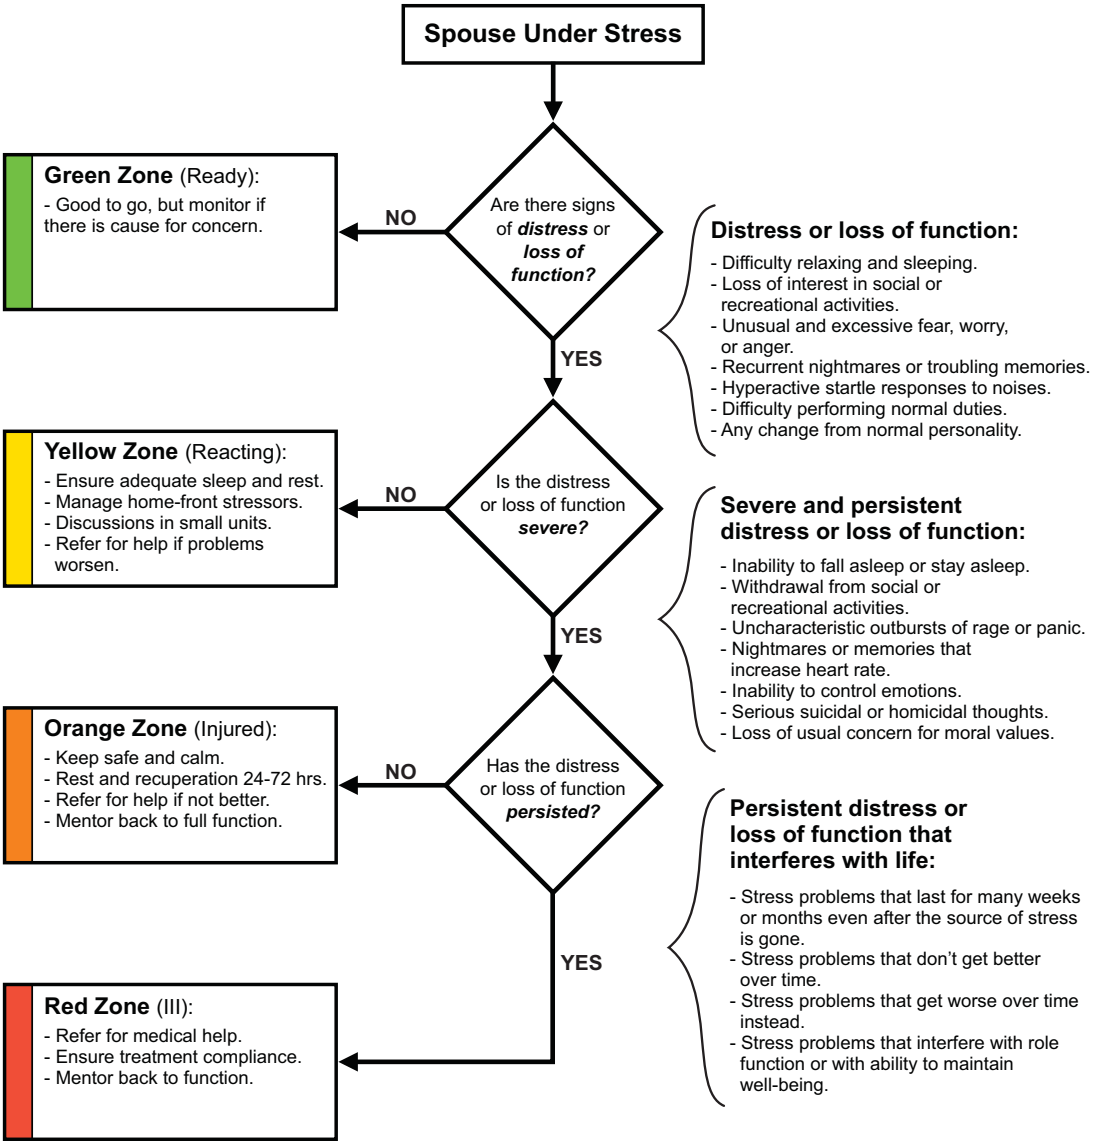 Spouse Under Stress
Are there signs
of distress or
loss of
function?
NO
Green Zone (Ready):
- Good to go, but monitor if
there is cause for concern.
Distress or loss of function:
- Difficulty relaxing and sleeping.
- Loss of interest in social or
recreational activities.
- Unusual and excessive fear, worry,
or anger.
- Recurrent nightmares or troubling memories.
- Hyperactive startle responses to noises.
- Difficulty performing normal duties.
- Any change from normal personality.
YES
Is the distress
or loss of function
severe?
NO
Yellow Zone (Reacting):
- Ensure adequate sleep and rest.
- Manage home-front stressors.
- Discussions in small units.
- Refer for help if problems
worsen.
Severe and persistent
distress or loss of function:
- Inability to fall asleep or stay asleep.
- Withdrawal from social or
recreational activities.
- Uncharacteristic outbursts of rage or panic.
- Nightmares or memories that
increase heart rate.
- Inability to control emotions.
- Serious suicidal or homicidal thoughts.
- Loss of usual concern for moral values.
YES
Has the distress
or loss of function
persisted?
NO
Orange Zone (Injured):
- Keep safe and calm.
- Rest and recuperation 24-72 hrs.
- Refer for help if not better.
- Mentor back to full function.
Persistent distress or
loss of function that
interferes with life:
- Stress problems that last for many weeks
or months even after the source of stress
is gone.
- Stress problems that don’t get better
over time.
- Stress problems that get worse over time
instead.
- Stress problems that interfere with role
function or with ability to maintain
well-being.
YES
Red Zone (Ill):
- Refer for medical help.
- Ensure treatment compliance.
- Mentor back to function.